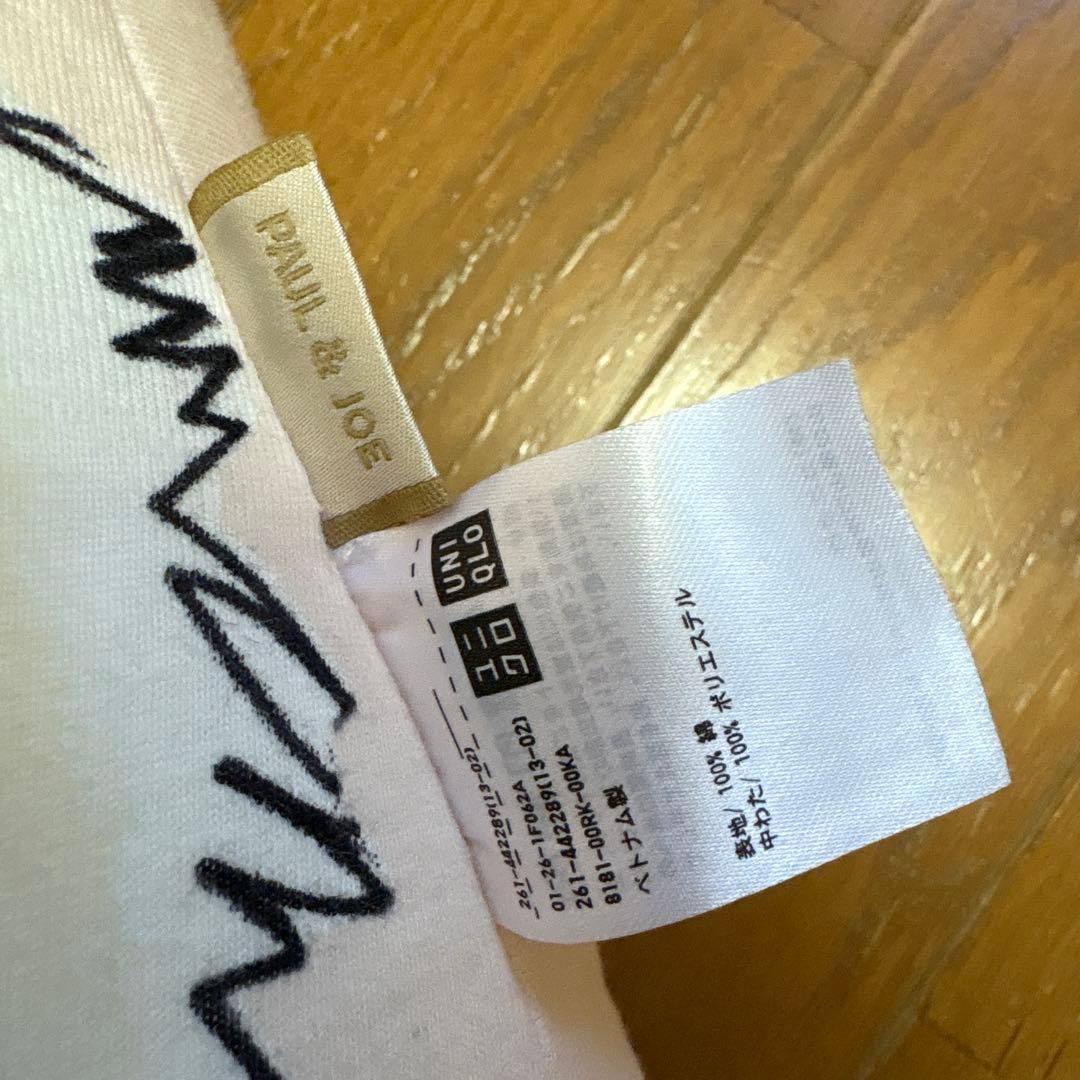 PAUL & JOE
UNI
QLO
ユニ
クロ
261-442289(13-02)
01-26-1F062A
261-442289(13-02)
8181-00RK-00KA
ベトナム製
表地/ 100% 綿
中わた/ 100% ポリエステル